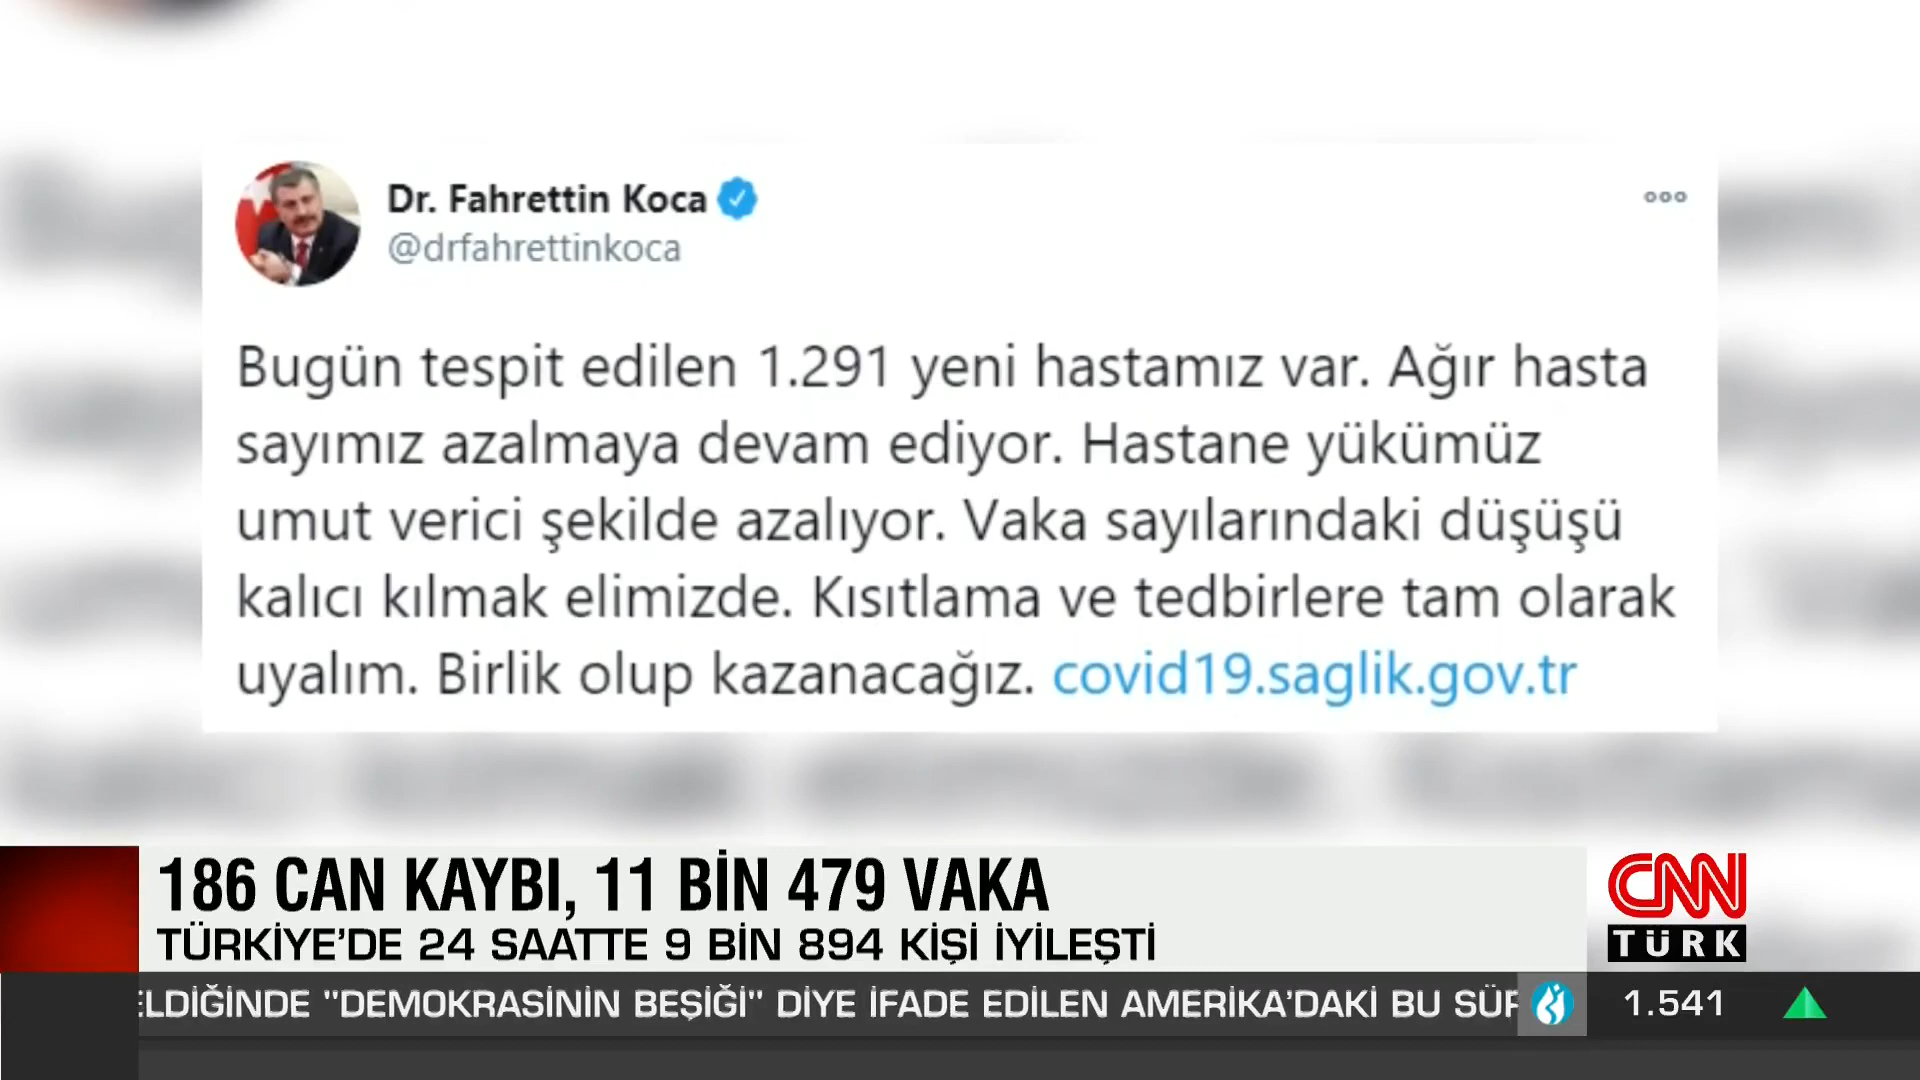 Dr. Fahrettin Koca
@drfahrettinkoca
Bugün tespit edilen 1.291 yeni hastamız var. Ağır hasta
sayımız azalmaya devam ediyor. Hastane yükümüz
umut verici şekilde azalıyor. Vaka sayılarındaki düşüşü
kalıcı kılmak elimizde. Kısıtlama ve tedbirlere tam olarak
uyalım. Birlik olup kazanacağız. covid19.saglik.gov.tr
186 CAN KAYBI, 11 BİN 479 VAKA
TÜRKİYE'DE 24 SAATTE 9 BİN 894 KİŞİ İYİLEŞTİ
CNN
TÜRK
ELDİĞİNDE "DEMOKRASİNİN BEŞİĞİ" DİYE İFADE EDİLEN AMERİKA'DAKİ BU
1.541